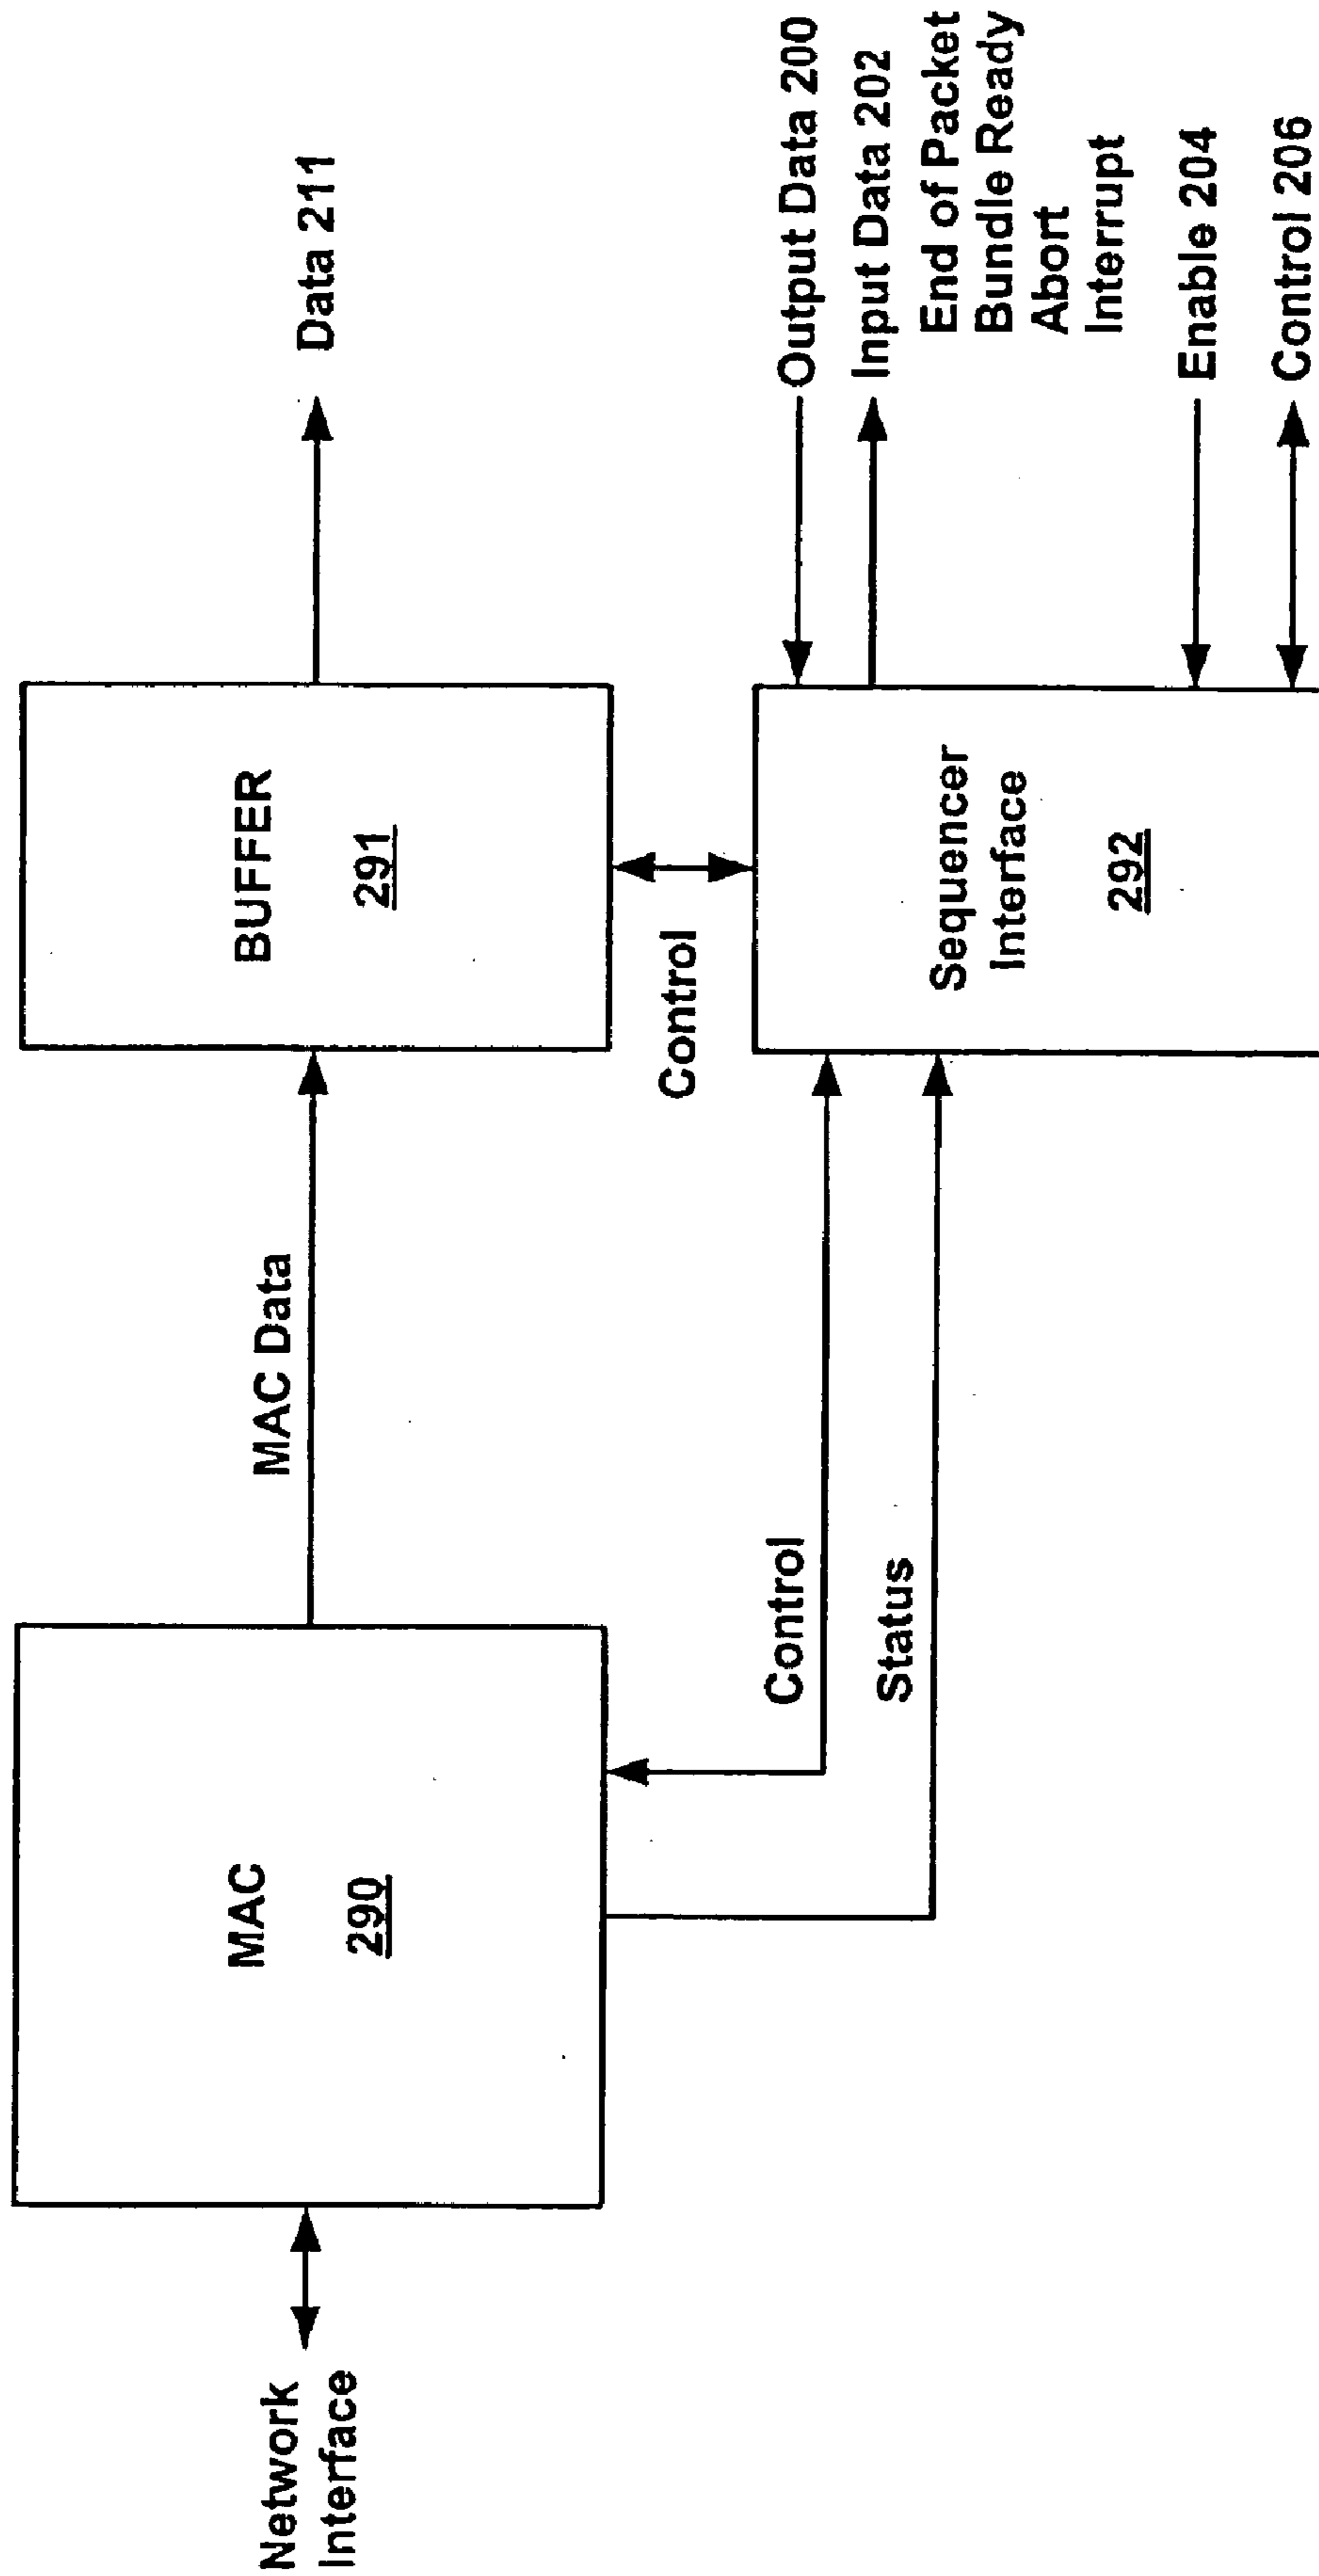 Network
Interface
MAC
290
MAC Data
BUFFER
291
Data 211
Control
Control
Status
Sequencer
Interface
292
Output Data 200
Input Data 202
End of Packet
Bundle Ready
Abort
Interrupt
Enable 204
Control 206